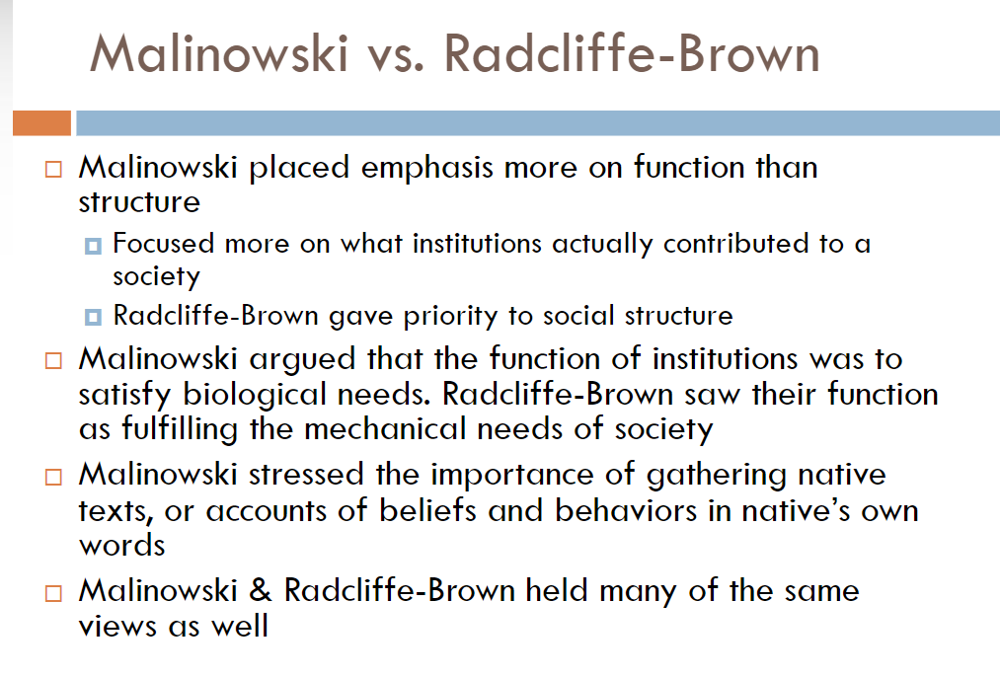 Malinowski vs. Radcliffe-Brown
Malinowski placed emphasis more on function than
structure
Focused more on what institutions actually contributed to a
society
Radcliffe-Brown gave priority to social structure
Malinowski argued that the function of institutions was to
satisfy biological needs. Radcliffe-Brown saw their function
as fulfilling the mechanical needs of society
Malinowski stressed the importance of gathering native
texts, or accounts of beliefs and behaviors in native’s own
words
Malinowski & Radcliffe-Brown held many of the same
views as well